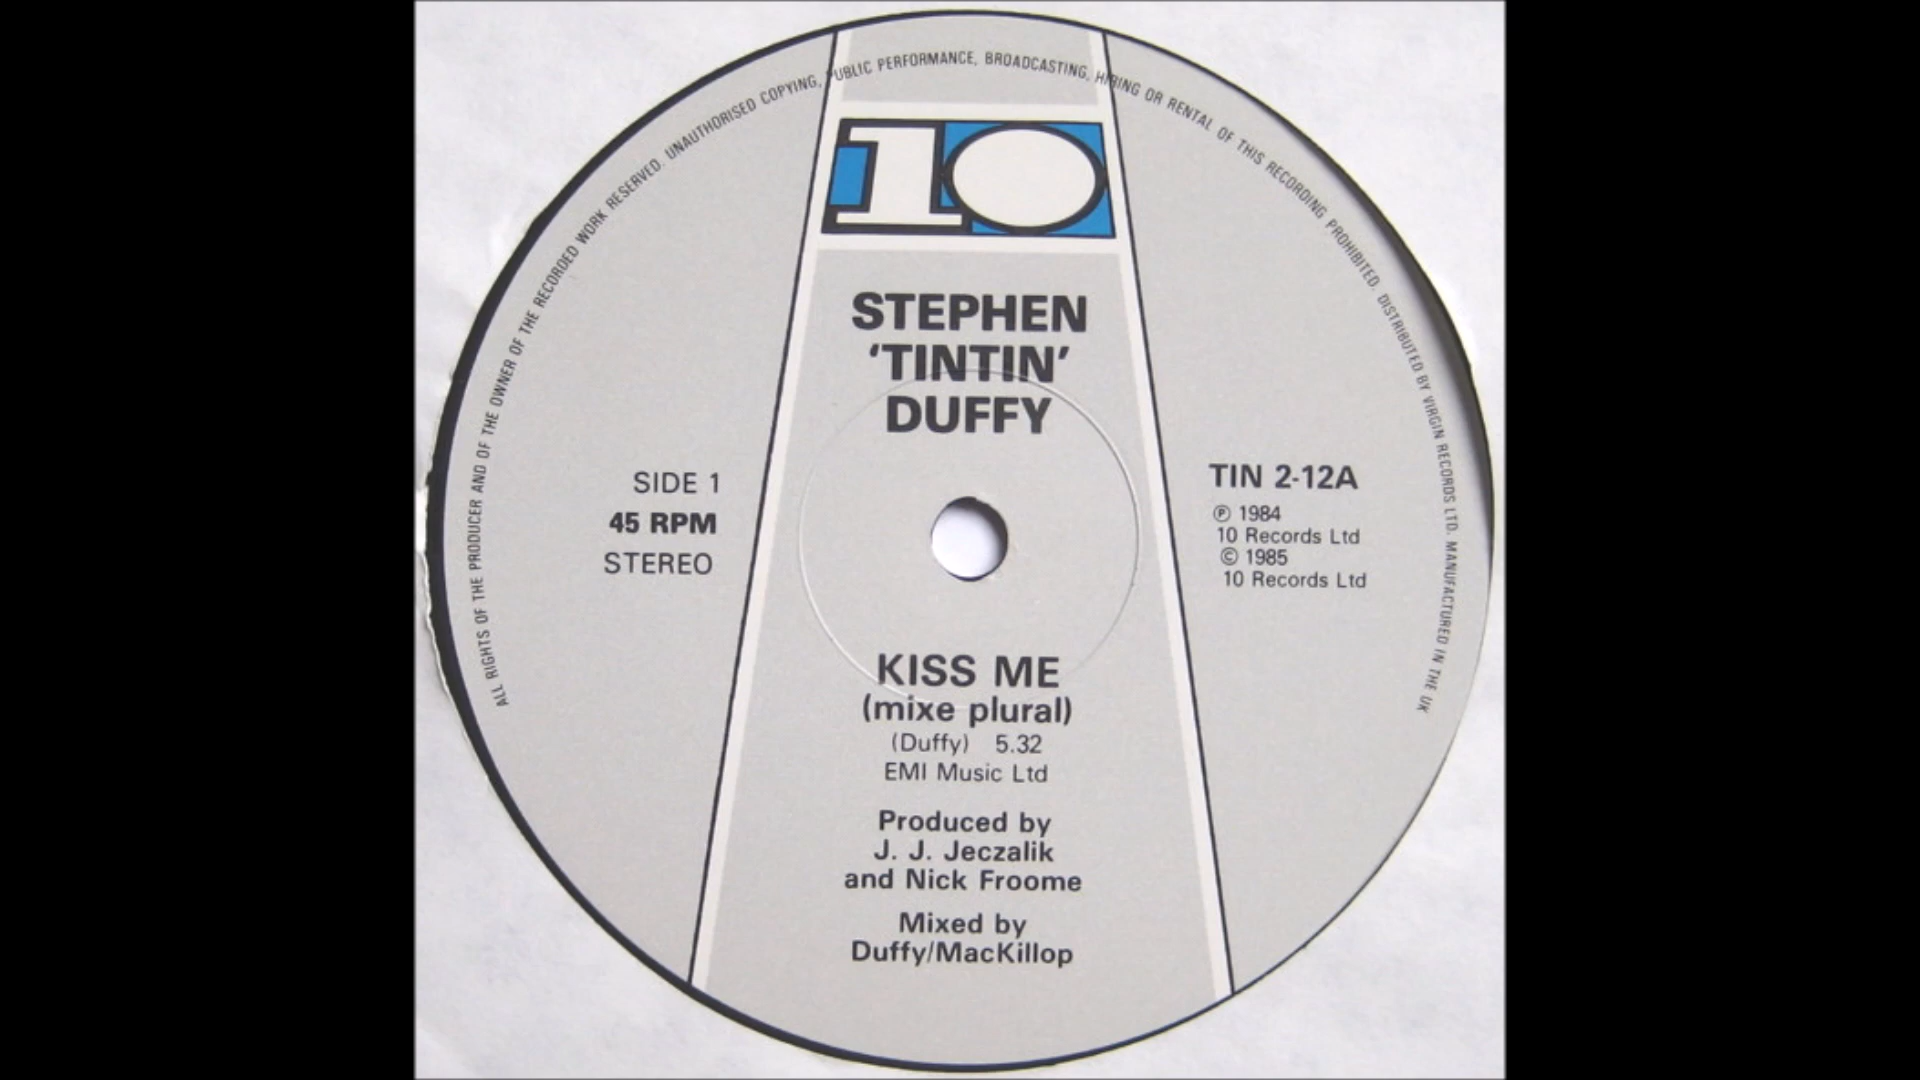 ALL RIGHTS OF THE PRODUCER AND OF THE OWNER OF THE RECORDED WORK RESERVED. UNAUTHORISED COPYING, PUBLIC PERFORMANCE, BROADCASTING, HIRING OR RENTAL OF THIS RECORDING PROHIBITED. DISTRIBUTED BY VIRGIN RECORDS LTD. MANUFACTURED IN THE UK
10
STEPHEN
‘TINTIN’
DUFFY
SIDE 1
45 RPM
STEREO
TIN 2-12A
℗ 1984
10 Records Ltd
© 1985
10 Records Ltd
KISS ME
(mixe plural)
(Duffy) 5.32
EMI Music Ltd
Produced by
J. J. Jeczalik
and Nick Froome
Mixed by
Duffy/MacKillop